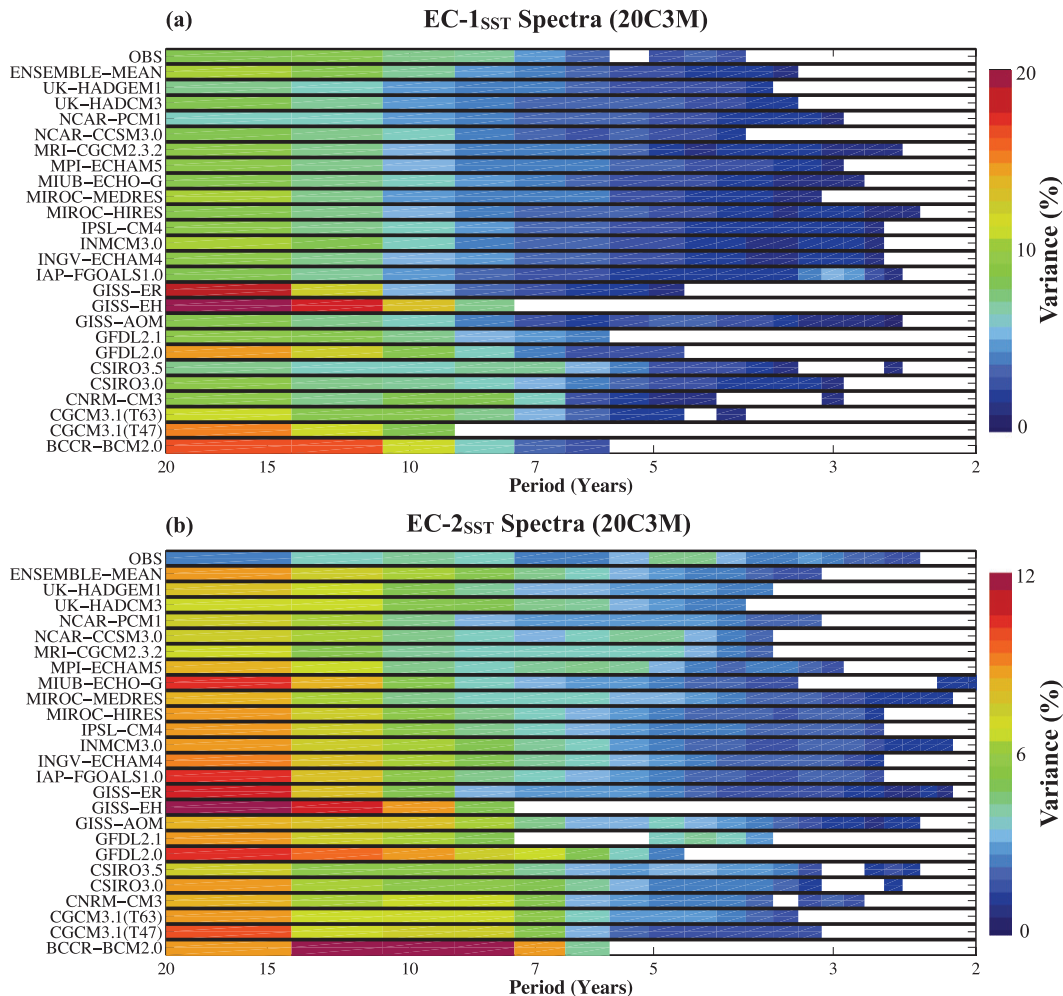 (a)
EC-1SST Spectra (20C3M)
OBS
ENSEMBLE−MEAN
UK−HADGEM1
UK−HADCM3
NCAR−PCM1
NCAR−CCSM3.0
MRI−CGCM2.3.2
MPI−ECHAM5
MIUB−ECHO−G
MIROC−MEDRES
MIROC−HIRES
IPSL−CM4
INMCM3.0
INGV−ECHAM4
IAP−FGOALS1.0
GISS−ER
GISS−EH
GISS−AOM
GFDL2.1
GFDL2.0
CSIRO3.5
CSIRO3.0
CNRM−CM3
CGCM3.1(T63)
CGCM3.1(T47)
BCCR−BCM2.0
20 15 10 7 5 3 2
Period (Years)
20
10
0
Variance (%)
(b)
EC-2SST Spectra (20C3M)
OBS
ENSEMBLE−MEAN
UK−HADGEM1
UK−HADCM3
NCAR−PCM1
NCAR−CCSM3.0
MRI−CGCM2.3.2
MPI−ECHAM5
MIUB−ECHO−G
MIROC−MEDRES
MIROC−HIRES
IPSL−CM4
INMCM3.0
INGV−ECHAM4
IAP−FGOALS1.0
GISS−ER
GISS−EH
GISS−AOM
GFDL2.1
GFDL2.0
CSIRO3.5
CSIRO3.0
CNRM−CM3
CGCM3.1(T63)
CGCM3.1(T47)
BCCR−BCM2.0
20 15 10 7 5 3 2
Period (Years)
12
6
0
Variance (%)